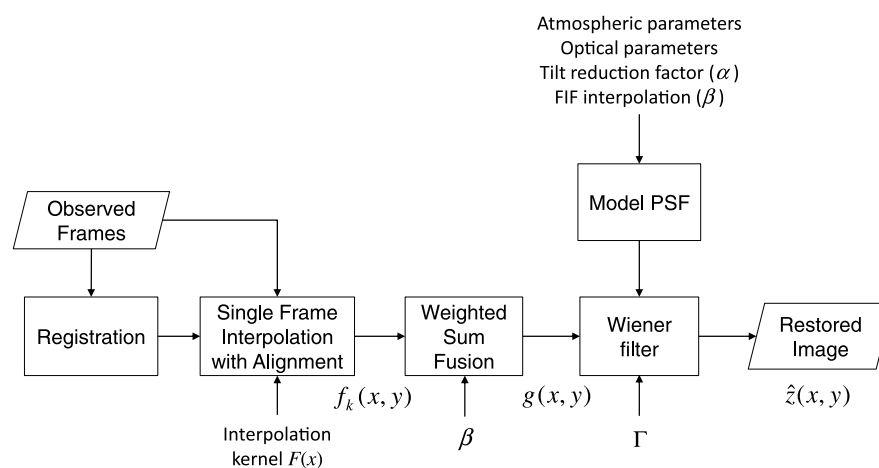 Atmospheric parameters
Optical parameters
Tilt reduction factor (α)
FIF interpolation (β)
Model PSF
Observed
Frames
Registration
Single Frame
Interpolation
with Alignment
Weighted
Sum
Fusion
Wiener
filter
Restored
Image
f_k(x, y)
g(x, y)
ẑ(x, y)
Interpolation
kernel F(x)
β
Γ